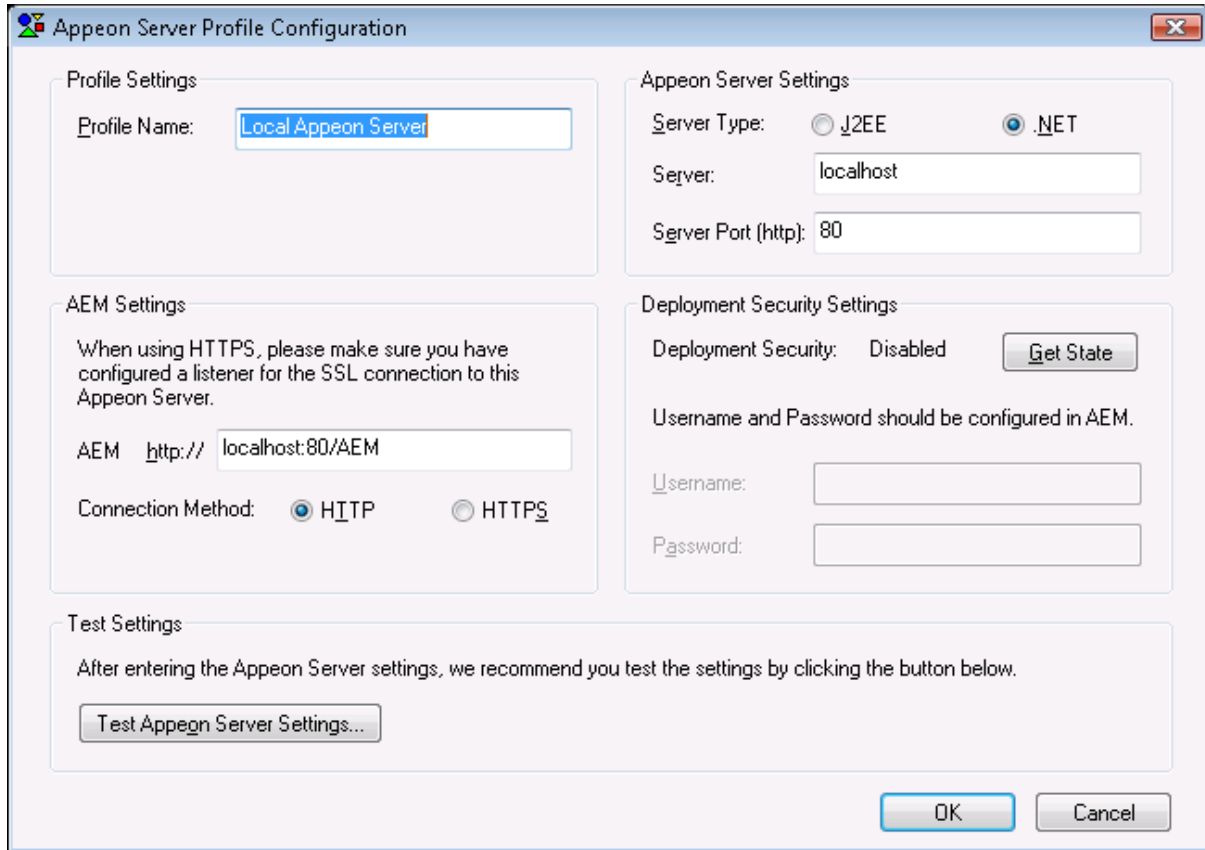 Appeon Server Profile Configuration
Profile Settings
Profile Name: Local Appeon Server
Appeon Server Settings
Server Type: J2EE .NET
Server: localhost
Server Port (http): 80
AEM Settings
When using HTTPS, please make sure you have
configured a listener for the SSL connection to this
Appeon Server.
AEM http:// localhost:80/AEM
Connection Method: HTTP HTTPS
Deployment Security Settings
Deployment Security: Disabled Get State
Username and Password should be configured in AEM.
Username:
Password:
Test Settings
After entering the Appeon Server settings, we recommend you test the settings by clicking the button below.
Test Appeon Server Settings...
OK Cancel